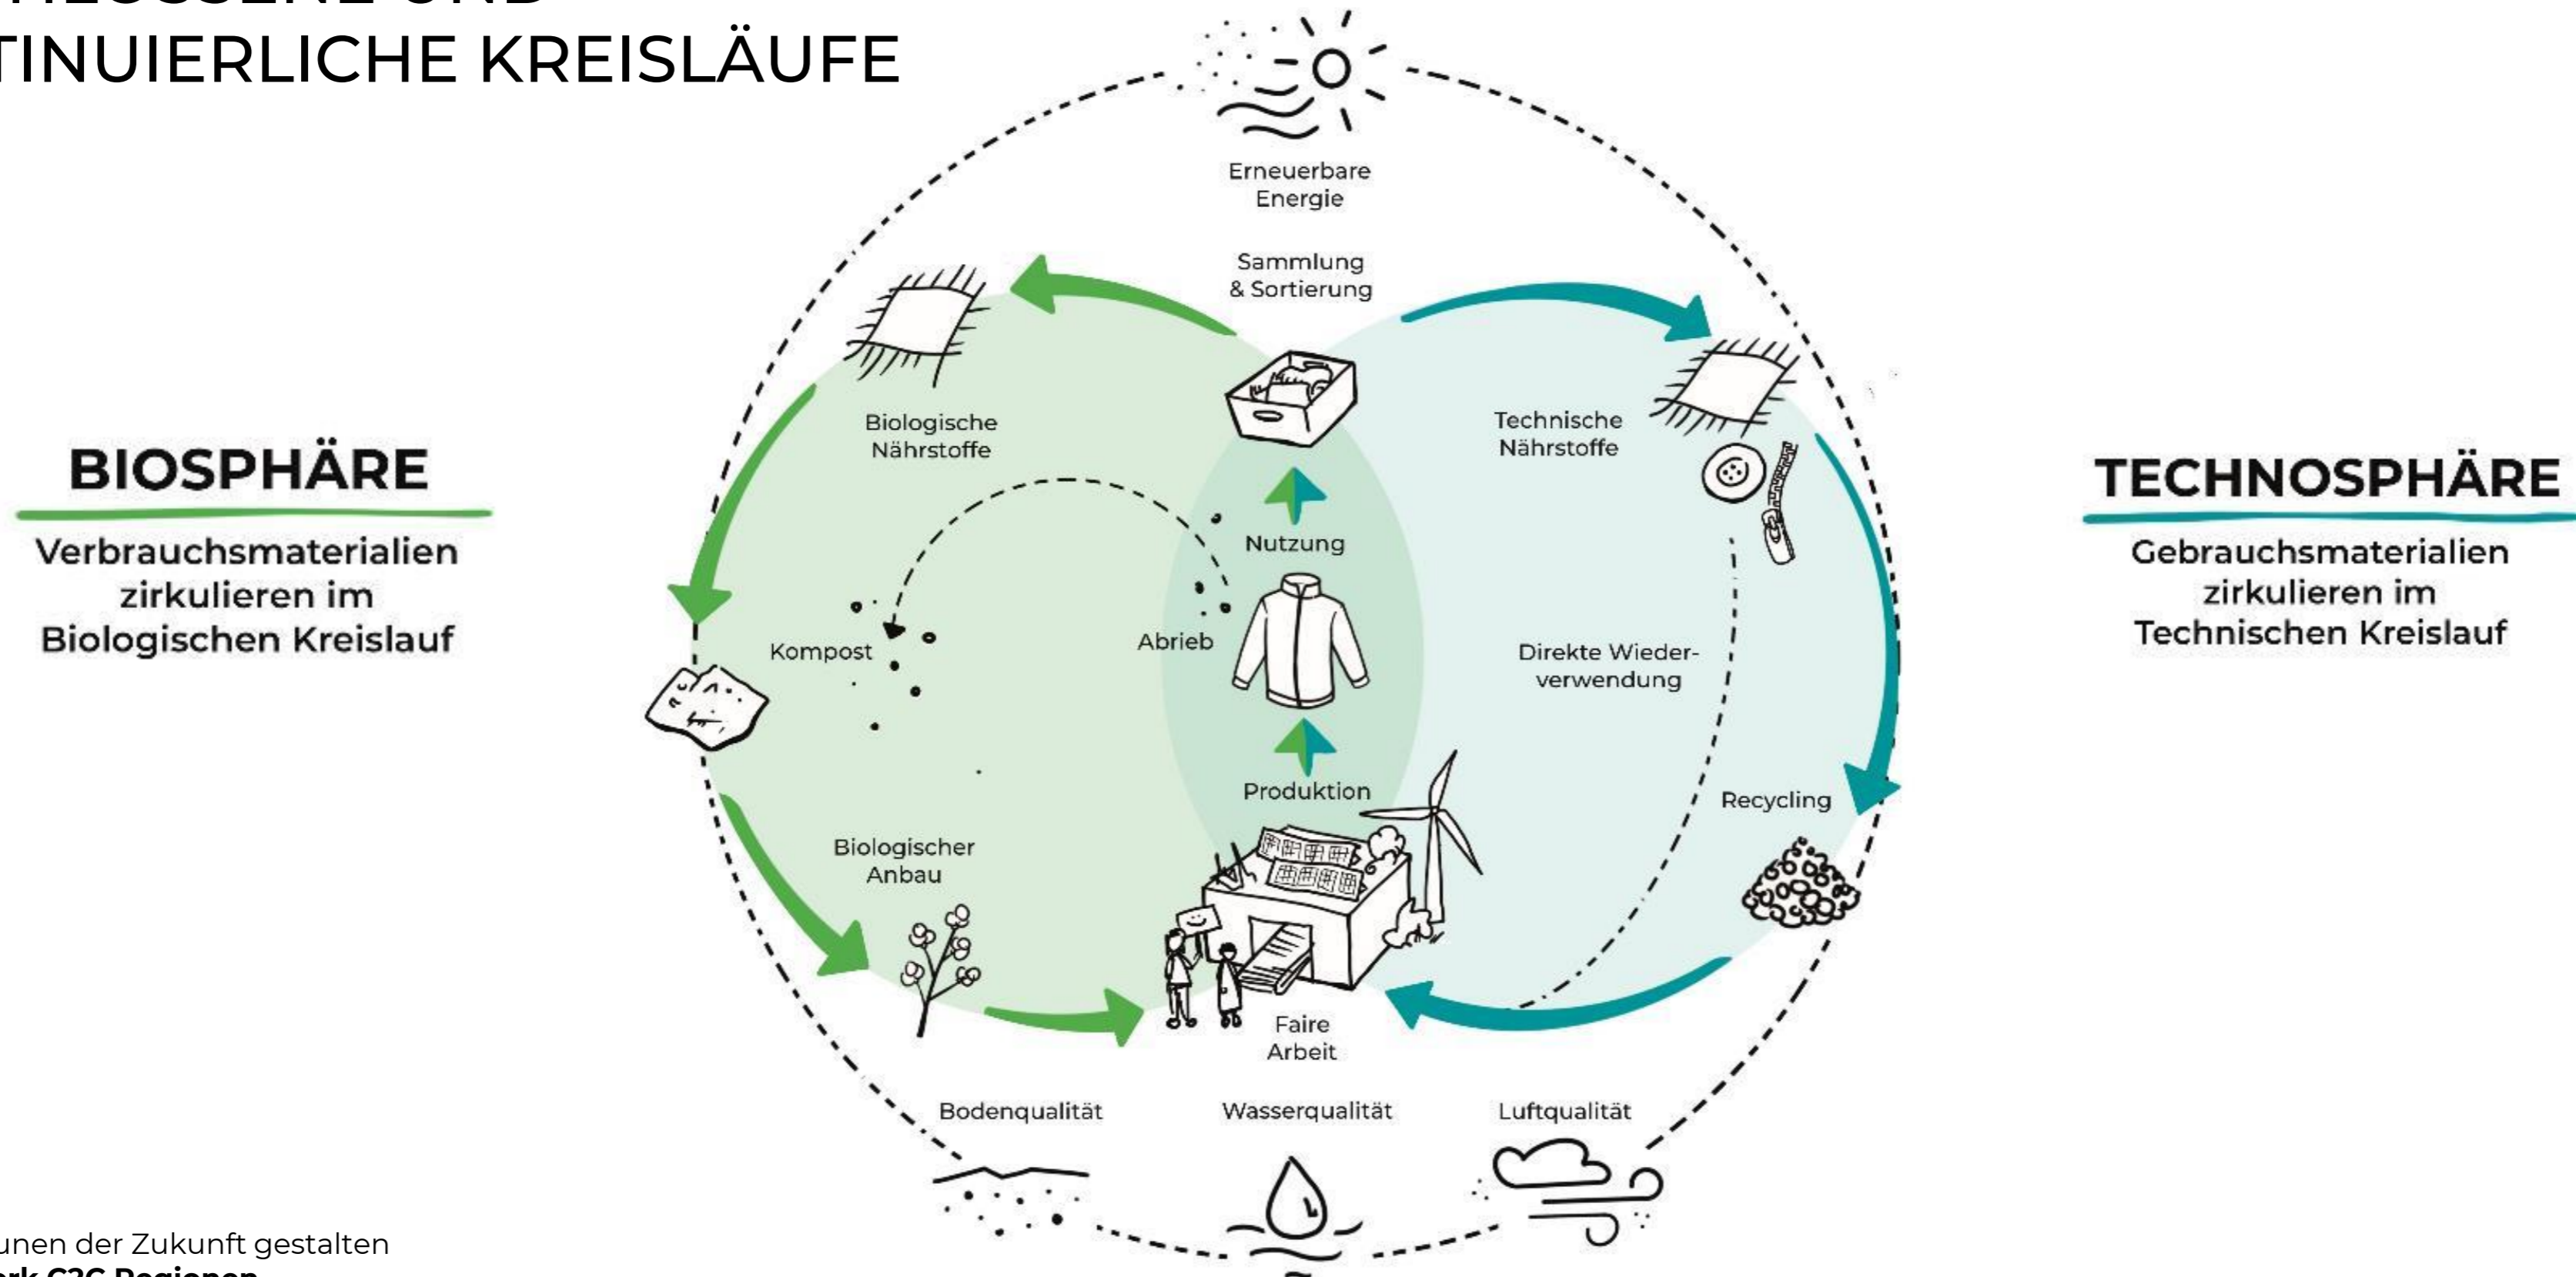 TINUIERLICHE KREISLÄUFE
Erneuerbare
Energie
Sammlung
& Sortierung
BIOSPHÄRE
Verbrauchsmaterialien
zirkulieren im
Biologischen Kreislauf
Biologische
Nährstoffe
Technische
Nährstoffe
TECHNOSPHÄRE
Gebrauchsmaterialien
zirkulieren im
Technischen Kreislauf
Nutzung
Kompost
Abrieb
Direkte Wieder-
verwendung
Produktion
Recycling
Biologischer
Anbau
Faire
Arbeit
Bodenqualität
Wasserqualität
Luftqualität
unen der Zukunft gestalten
C2C Regionen